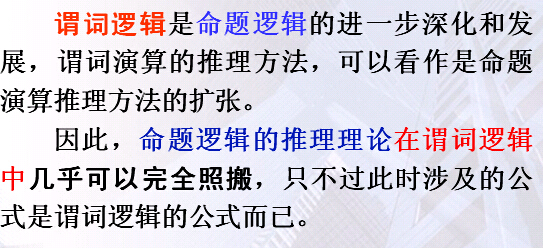 谓词逻辑是命题逻辑的进一步深化和发
展，谓词演算的推理方法，可以看作是命题
演算推理方法的扩张。
因此，命题逻辑的推理理论在谓词逻辑
中几乎可以完全照搬，只不过此时涉及的公
式是谓词逻辑的公式而已。